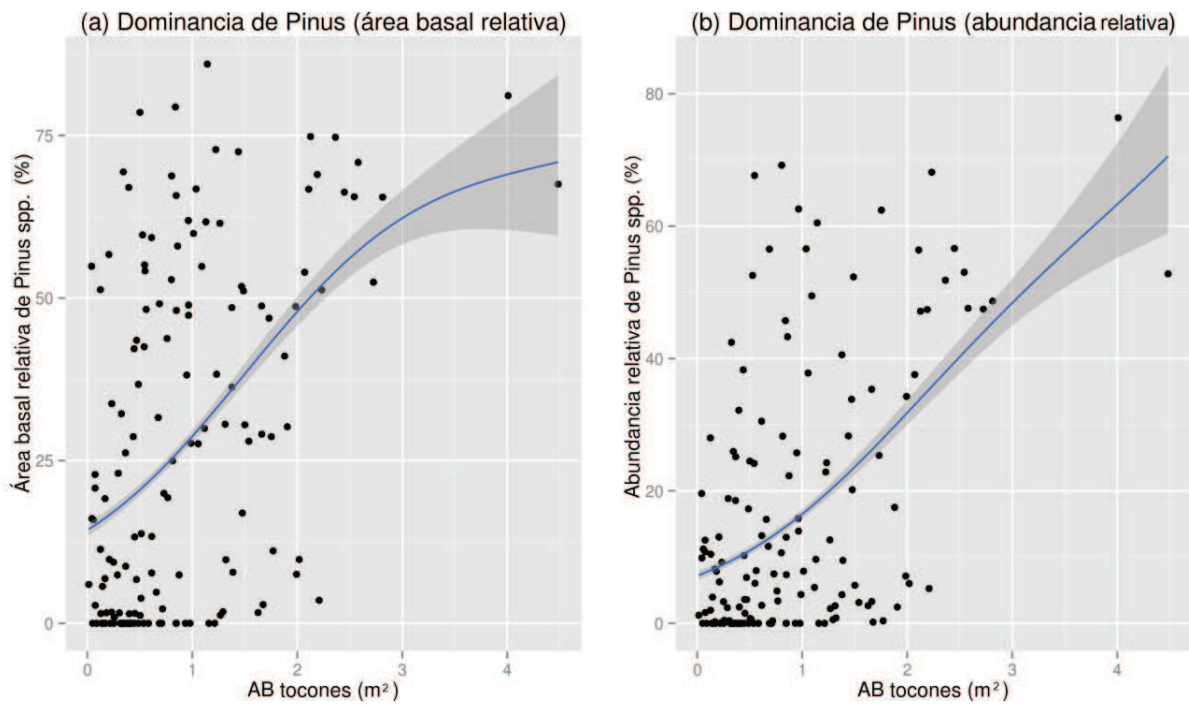 (a) Dominancia de Pinus (área basal relativa)
Área basal relativa de Pinus spp. (%)
75
50
25
0
0 1 2 3 4
AB tocones (m²)
(b) Dominancia de Pinus (abundancia relativa)
Abundancia relativa de Pinus spp. (%)
80
60
40
20
0
0 1 2 3 4
AB tocones (m²)